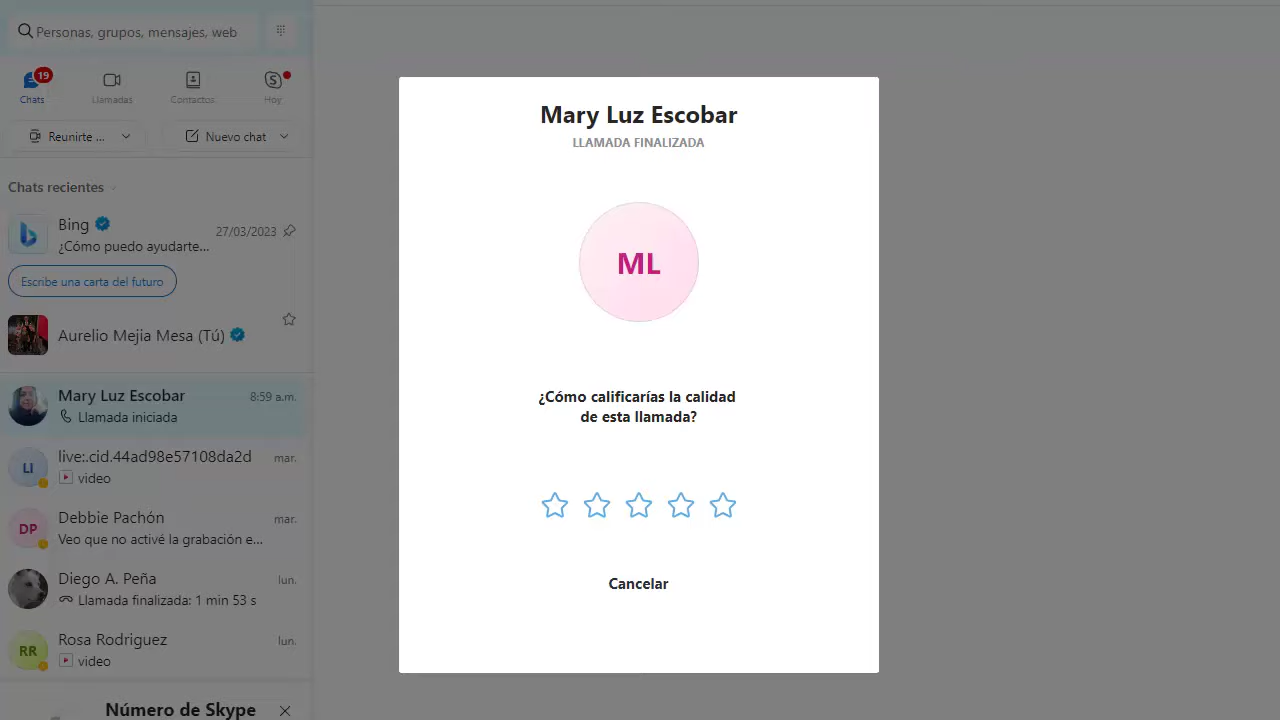 Personas, grupos, mensajes, web
19
Chats
Llamadas
Contactos
Hoy
Reunirte ...
Nuevo chat
Chats recientes
Bing
27/03/2023
¿Cómo puedo ayudarte...
Escribe una carta del futuro
Aurelio Mejia Mesa (Tú)
Mary Luz Escobar
8:59 a.m.
Llamada iniciada
LI
live:.cid.44ad98e57108da2d
mar.
video
DP
Debbie Pachón
mar.
Veo que no activé la grabación e...
Diego A. Peña
lun.
Llamada finalizada: 1 min 53 s
RR
Rosa Rodriguez
lun.
video
Número de Skype
Mary Luz Escobar
LLAMADA FINALIZADA
ML
¿Cómo calificarías la calidad
de esta llamada?
Cancelar